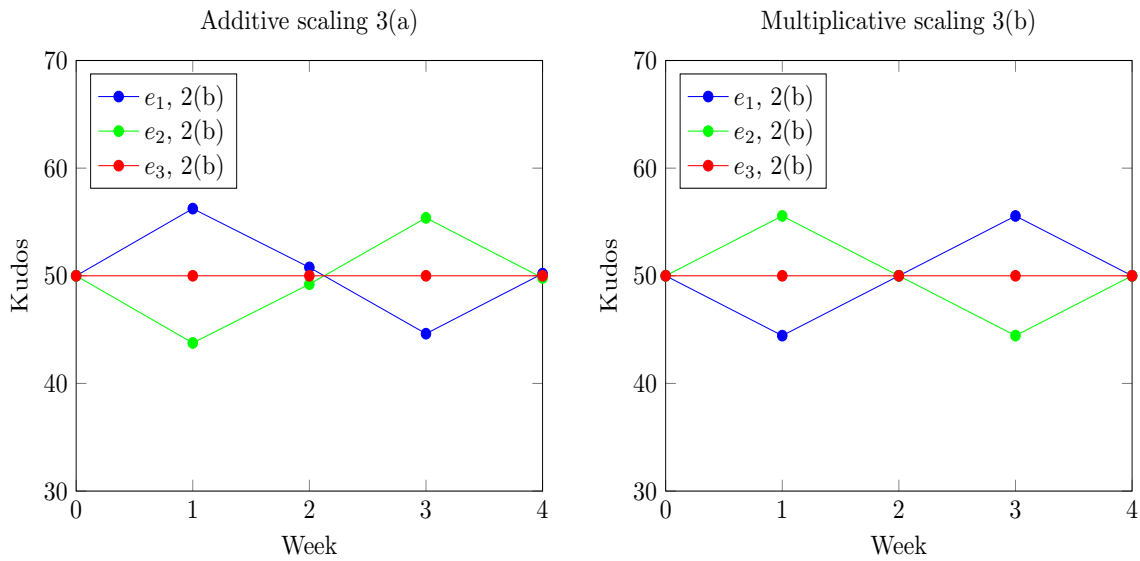 Additive scaling 3(a)
70
60
50
40
30
Kudos
e₁, 2(b)
e₂, 2(b)
e₃, 2(b)
0 1 2 3 4
Week
Multiplicative scaling 3(b)
70
60
50
40
30
Kudos
e₁, 2(b)
e₂, 2(b)
e₃, 2(b)
0 1 2 3 4
Week